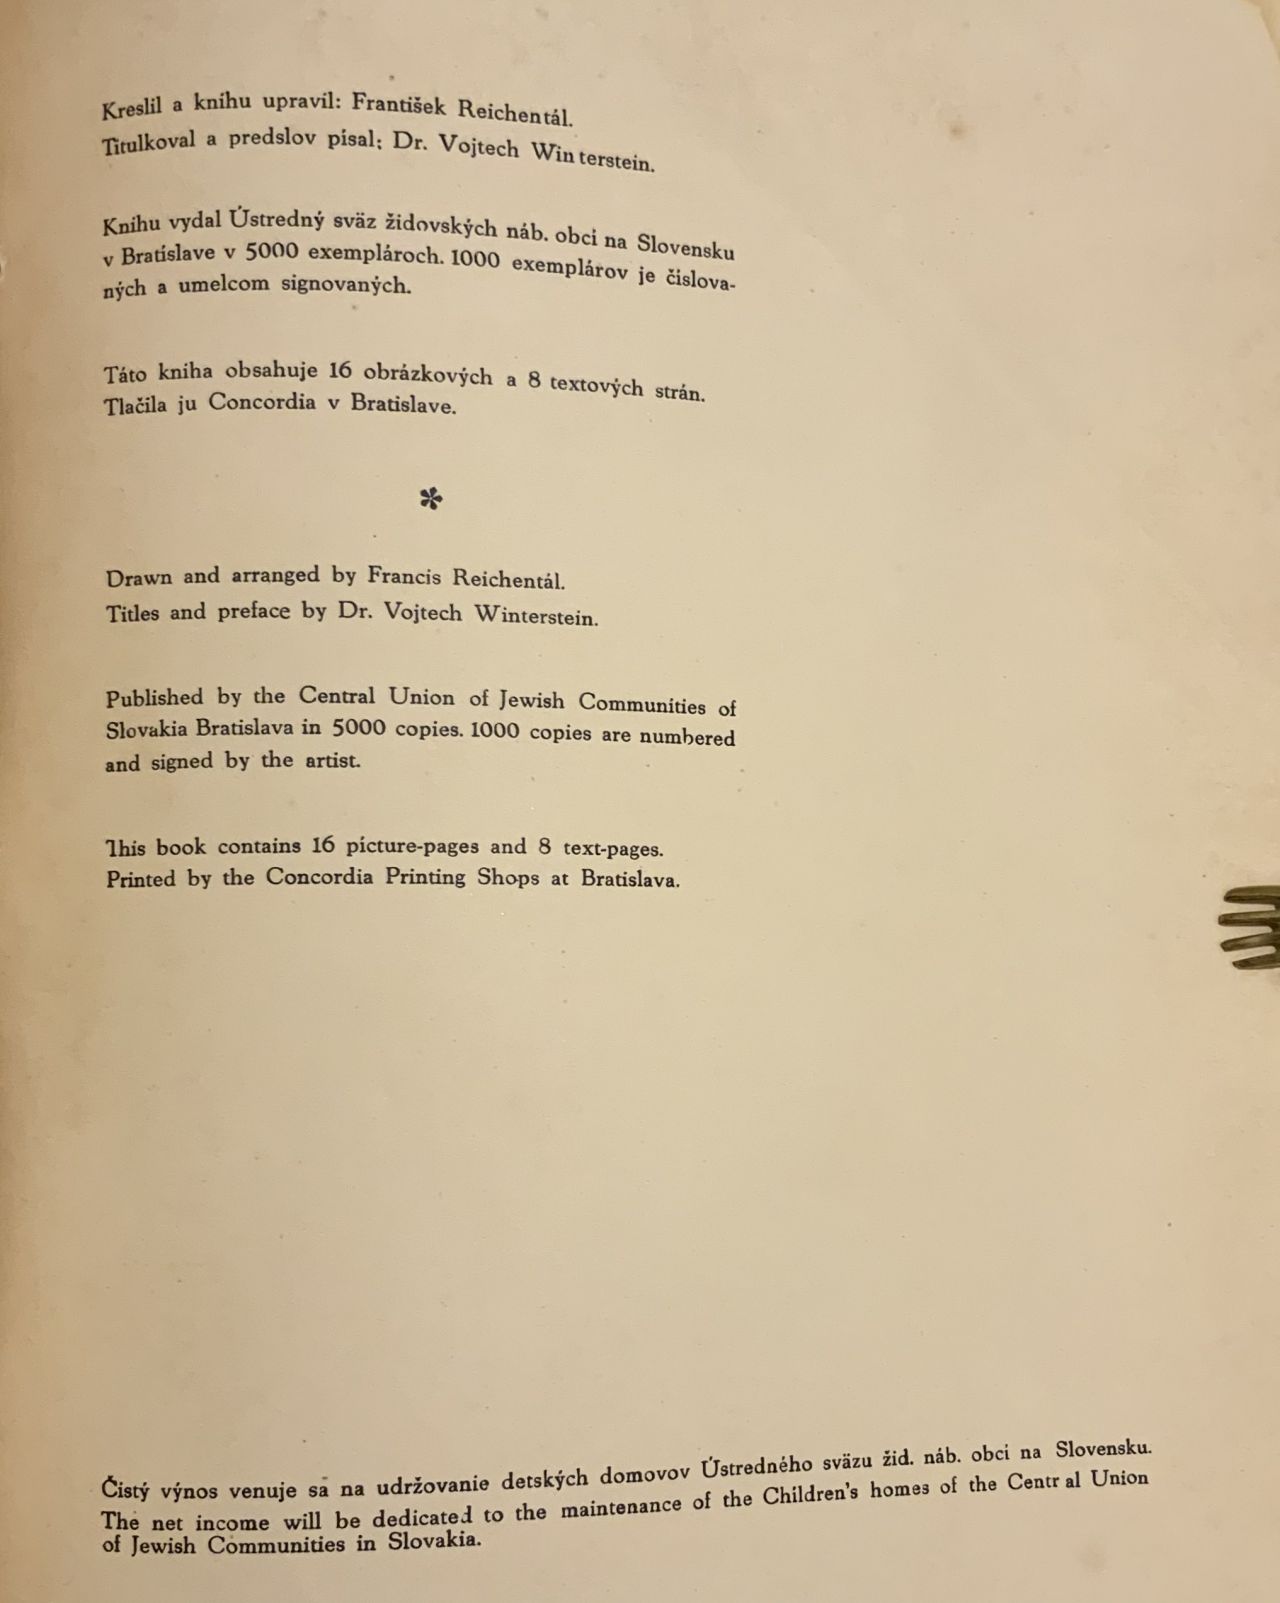 Kreslil a knihu upravil: František Reichentál.
Titulkoval a predslov písal: Dr. Vojtech Winterstein.
Knihu vydal Ústredný sväz židovských náb. obcí na Slovensku
v Bratislave v 5000 exemplároch. 1000 exemplárov je číslova-
ných a umelcom signovaných.
Táto kniha obsahuje 16 obrázkových a 8 textových strán.
Tlačila ju Concordia v Bratislave.
*
Drawn and arranged by Francis Reichentál.
Titles and preface by Dr. Vojtech Winterstein.
Published by the Central Union of Jewish Communities of
Slovakia Bratislava in 5000 copies. 1000 copies are numbered
and signed by the artist.
This book contains 16 picture-pages and 8 text-pages.
Printed by the Concordia Printing Shops at Bratislava.
Čistý výnos venuje sa na udržovanie detských domovov Ústredného sväzu žid. náb. obcí na Slovensku.
The net income will be dedicated to the maintenance of the Children's homes of the Centr al Union
of Jewish Communities in Slovakia.